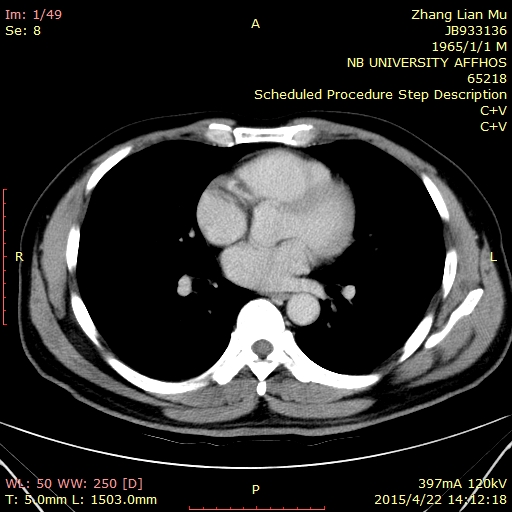 Im: 1/49
Se: 8
A
Zhang Lian Mu
JB933136
1965/1/1 M
NB UNIVERSITY AFFHOS
65218
Scheduled Procedure Step Description
C+V
C+V
R
L
WL: 50 WW: 250 [D]
T: 5.0mm L: 1503.0mm
P
397mA 120kV
2015/4/22 14:12:18